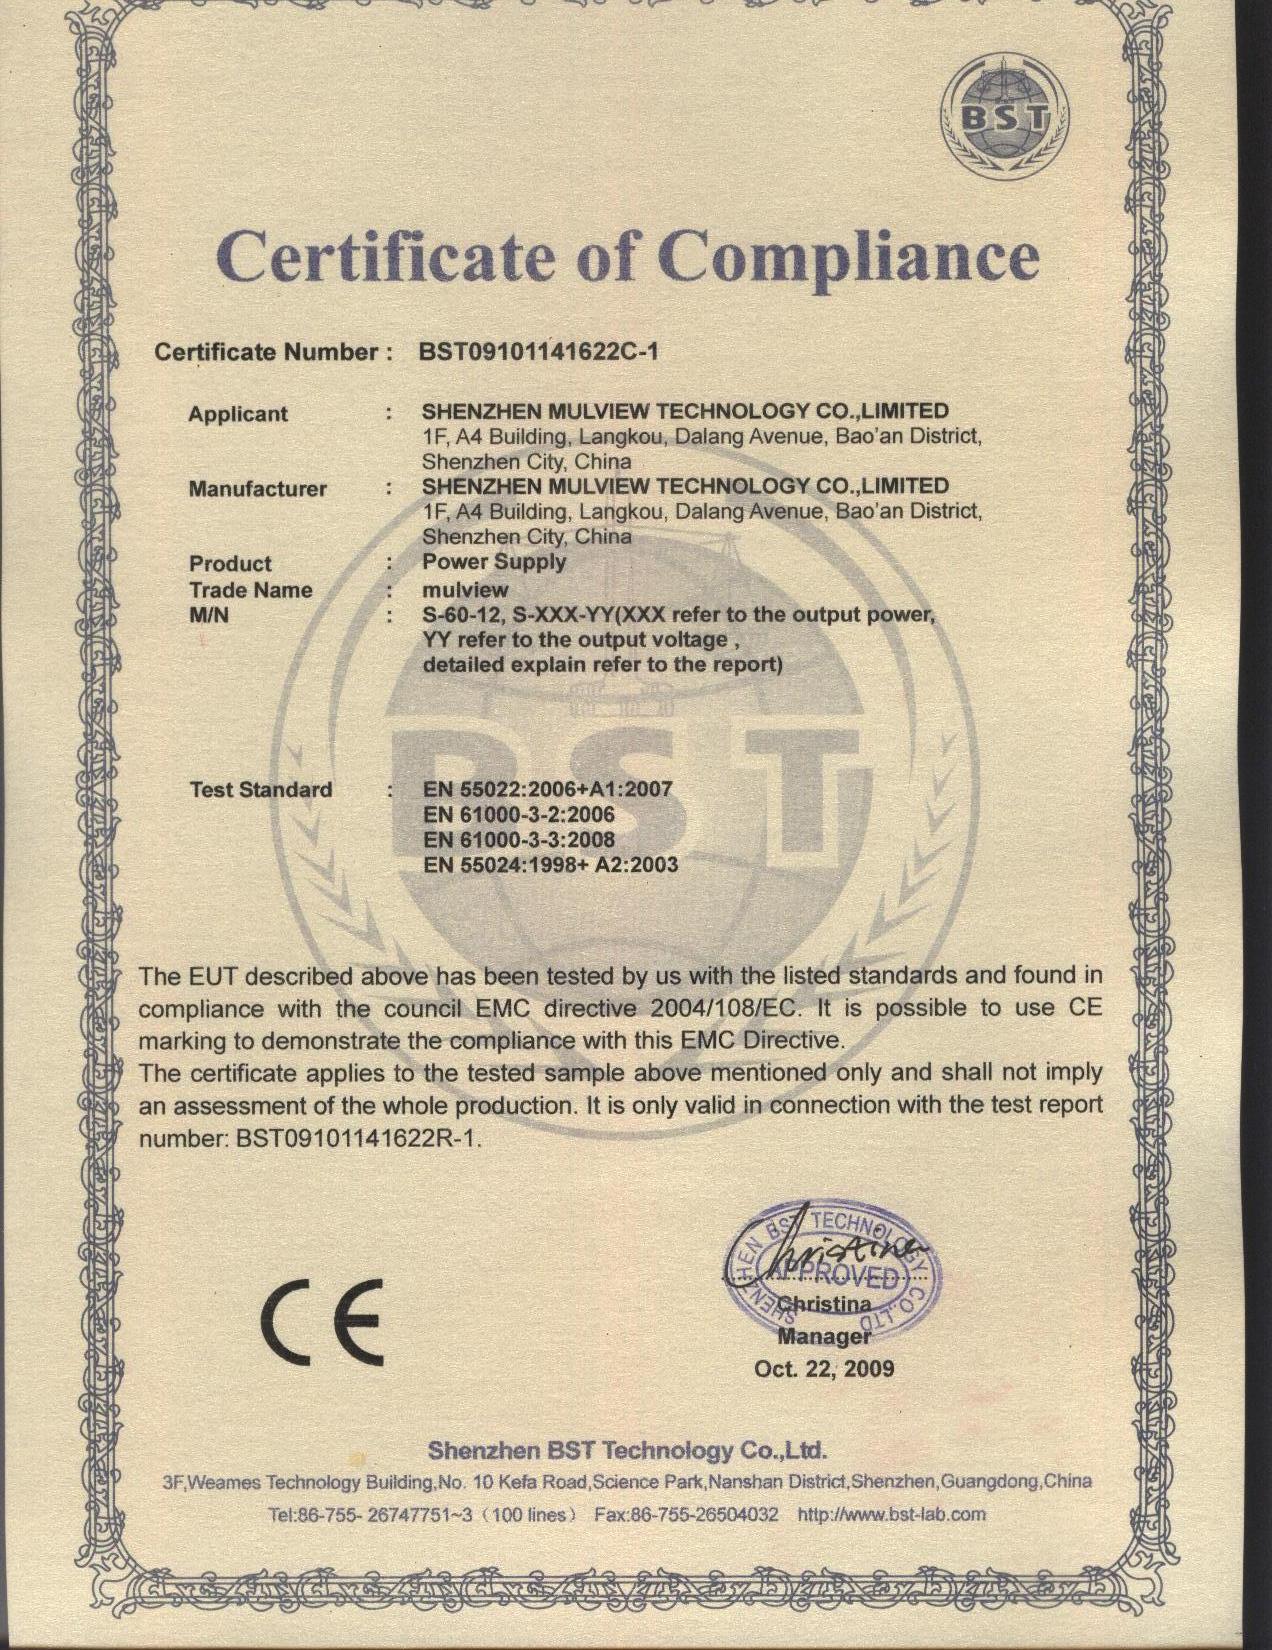 BST
Certificate of Compliance
Certificate Number : BST09101141622C-1
Applicant : SHENZHEN MULVIEW TECHNOLOGY CO.,LIMITED
1F, A4 Building, Langkou, Dalang Avenue, Bao'an District,
Shenzhen City, China
Manufacturer : SHENZHEN MULVIEW TECHNOLOGY CO.,LIMITED
1F, A4 Building, Langkou, Dalang Avenue, Bao'an District,
Shenzhen City, China
Product : Power Supply
Trade Name : mulview
M/N : S-60-12, S-XXX-YY(XXX refer to the output power,
YY refer to the output voltage ,
detailed explain refer to the report)
BST
Test Standard : EN 55022:2006+A1:2007
EN 61000-3-2:2006
EN 61000-3-3:2008
EN 55024:1998+ A2:2003
The EUT described above has been tested by us with the listed standards and found in
compliance with the council EMC directive 2004/108/EC. It is possible to use CE
marking to demonstrate the compliance with this EMC Directive.
The certificate applies to the tested sample above mentioned only and shall not imply
an assessment of the whole production. It is only valid in connection with the test report
number: BST09101141622R-1.
SHENZHEN BST TECHNOLOGY CO.,LTD
Christina
APPROVED
CE
Christina
Manager
Oct. 22, 2009
Shenzhen BST Technology Co.,Ltd.
3F,Weames Technology Building,No. 10 Kefa Road,Science Park,Nanshan District,Shenzhen,Guangdong,China
Tel:86-755- 26747751~3（100 lines） Fax:86-755-26504032 http://www.bst-lab.com